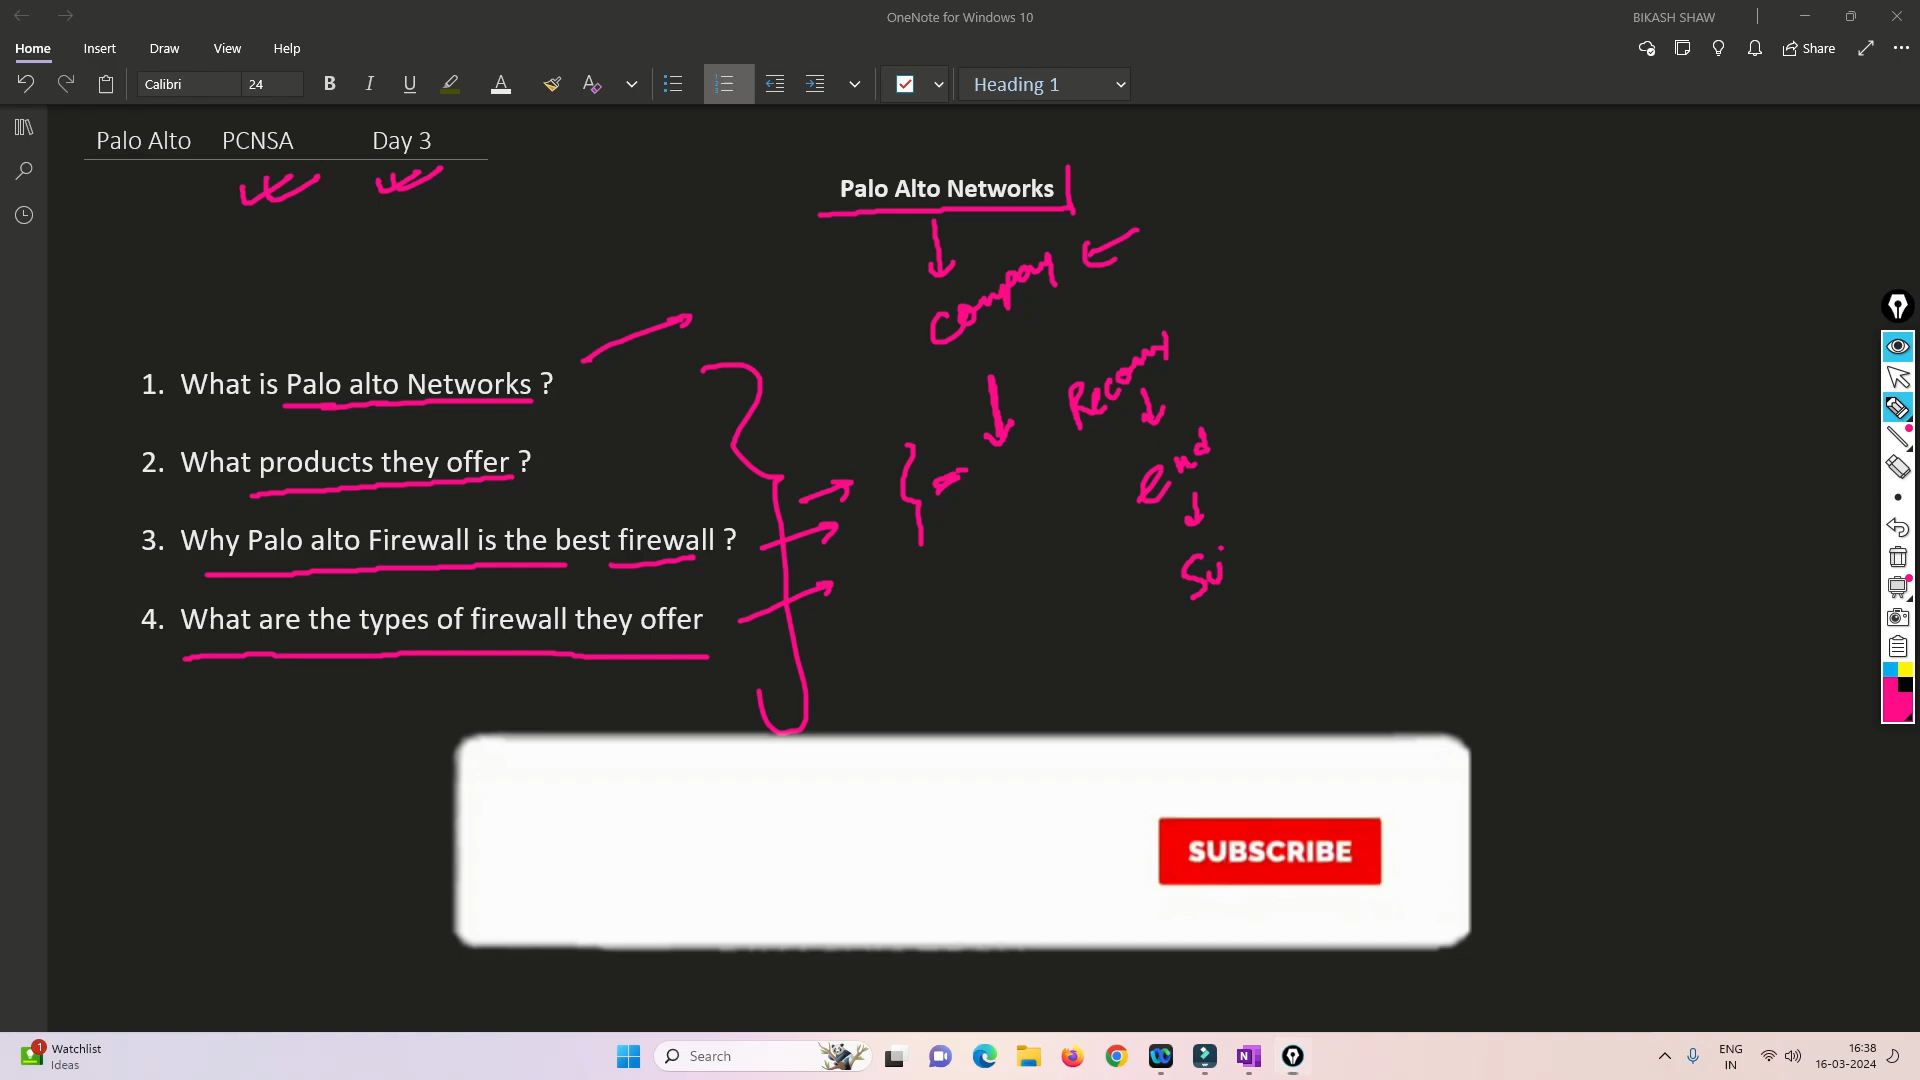 OneNote for Windows 10
BIKASH SHAW
Home Insert Draw View Help
Share
Calibri 24 B I U A A Heading 1
Palo Alto PCNSA Day 3
Palo Alto Networks
Company
1. What is Palo alto Networks ?
2. What products they offer ?
End
3. Why Palo alto Firewall is the best firewall ?
4. What are the types of firewall they offer
SUBSCRIBE
1 Watchlist
Ideas
Search
ENG
IN
16:38
16-03-2024